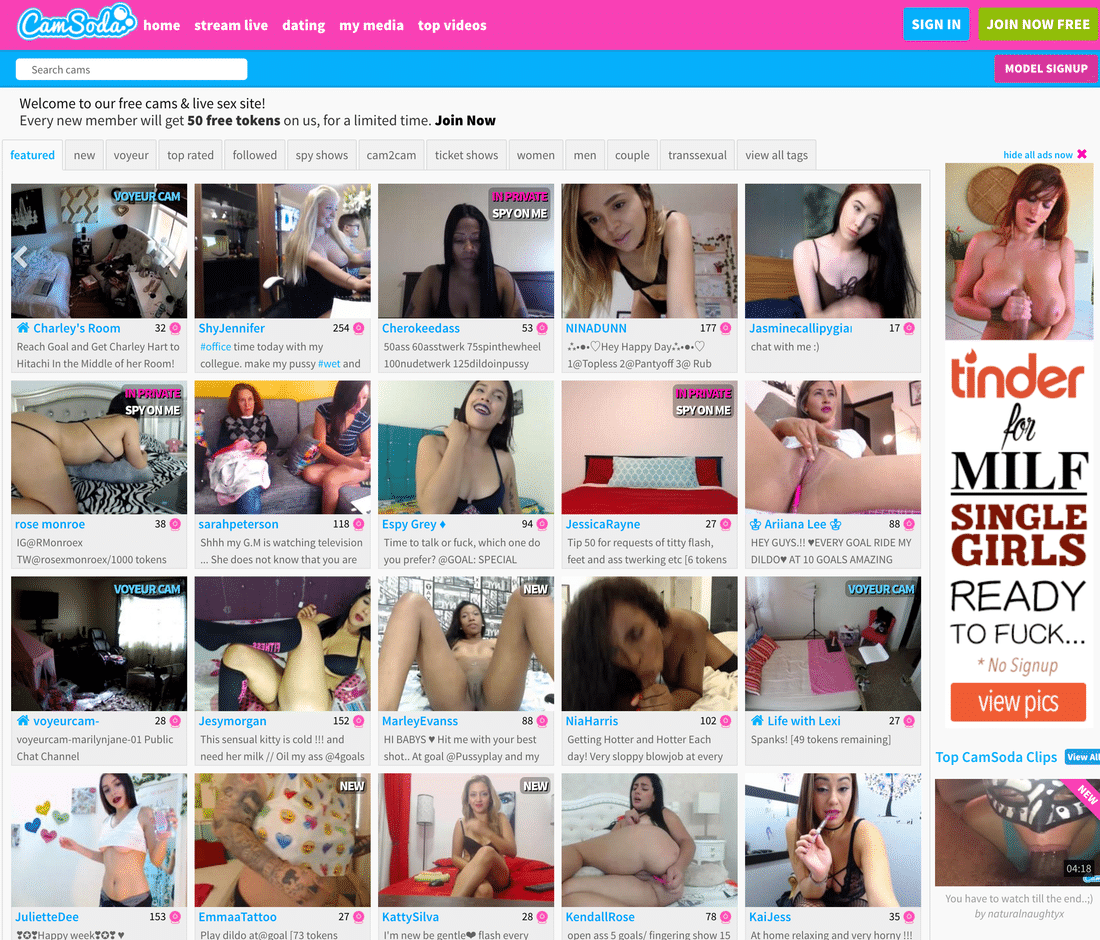 CamSoda
home stream live dating my media top videos
SIGN IN JOIN NOW FREE
Search cams
MODEL SIGNUP
Welcome to our free cams & live sex site!
Every new member will get 50 free tokens on us, for a limited time. Join Now
featured new voyeur top rated followed spy shows cam2cam ticket shows women men couple transsexual view all tags
hide all ads now
VOYEUR CAM
Charley's Room 32
Reach Goal and Get Charley Hart to
Hitachi In the Middle of her Room!
ShyJennifer 254
#office time today with my
collegue. make my pussy #wet and
IN PRIVATE
SPY ON ME
Cherokeedass 53
50ass 60asstwerk 75spinthewheel
100nudetwerk 125dildoinpussy
NINADUNN 177
⁂•●•♡Hey Happy Day⁂•●•♡
1@Topless 2@Pantyoff 3@ Rub
Jasminecallipygian 17
chat with me :)
IN PRIVATE
SPY ON ME
rose monroe 38
IG@RMonroex
TW@rosexmonroex/1000 tokens
sarahpeterson 118
Shhh my G.M is watching television
... She does not know that you are
Espy Grey ♦ 94
Time to talk or fuck, which one do
you prefer? @GOAL: SPECIAL
IN PRIVATE
SPY ON ME
JessicaRayne 27
Tip 50 for requests of titty flash,
feet and ass twerking etc [6 tokens
♔ Ariiana Lee ♔ 88
HEY GUYS.!! ♥EVERY GOAL RIDE MY
DILDO♥ AT 10 GOALS AMAZING
VOYEUR CAM
voyeurcam- 28
voyeurcam-marilynjane-01 Public
Chat Channel
Jesymorgan 152
This sensual kitty is cold !!! and
need her milk // Oil my ass @4goals
NEW
MarleyEvanss 88
HI BABYS ♥ Hit me with your best
shot.. At goal @Pussyplay and my
NiaHarris 102
Getting Hotter and Hotter Each
day! Very sloppy blowjob at every
VOYEUR CAM
Life with Lexi 27
Spanks! [49 tokens remaining]
JulietteDee 153
❣✪❣Happy week❣✪❣ ♥
NEW
EmmaaTattoo 27
Play dildo at@goal [73 tokens
NEW
KattySilva 28
I'm new be gentle❤ flash every
KendallRose 78
open ass 5 goals/ fingering show 15
KaiJess 35
At home relaxing and very horny !!!
tinder
for
MILF
SINGLE
GIRLS
READY
TO FUCK...
* No Signup
view pics
Top CamSoda Clips View All
NEW
04:18
You have to watch till the end..;)
by naturalnaughtyx